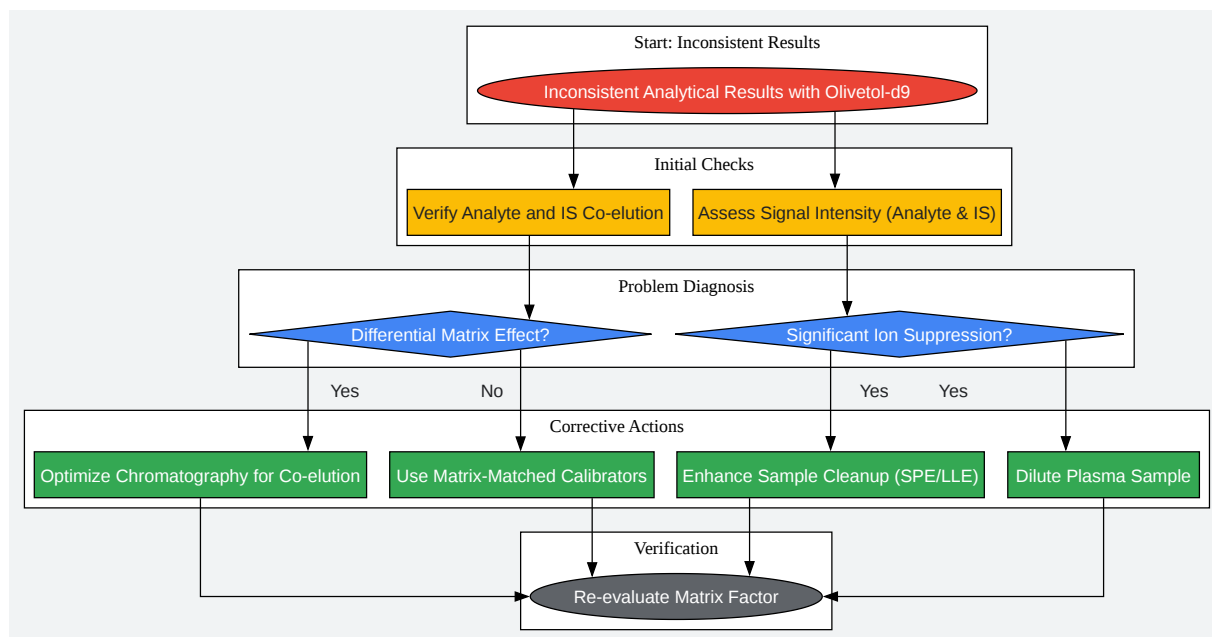 Start: Inconsistent Results
Inconsistent Analytical Results with Olivetol-d9
Initial Checks
Verify Analyte and IS Co-elution
Assess Signal Intensity (Analyte & IS)
Problem Diagnosis
Differential Matrix Effect?
Significant Ion Suppression?
Yes
No
Yes
Yes
Corrective Actions
Optimize Chromatography for Co-elution
Use Matrix-Matched Calibrators
Enhance Sample Cleanup (SPE/LLE)
Dilute Plasma Sample
Verification
Re-evaluate Matrix Factor